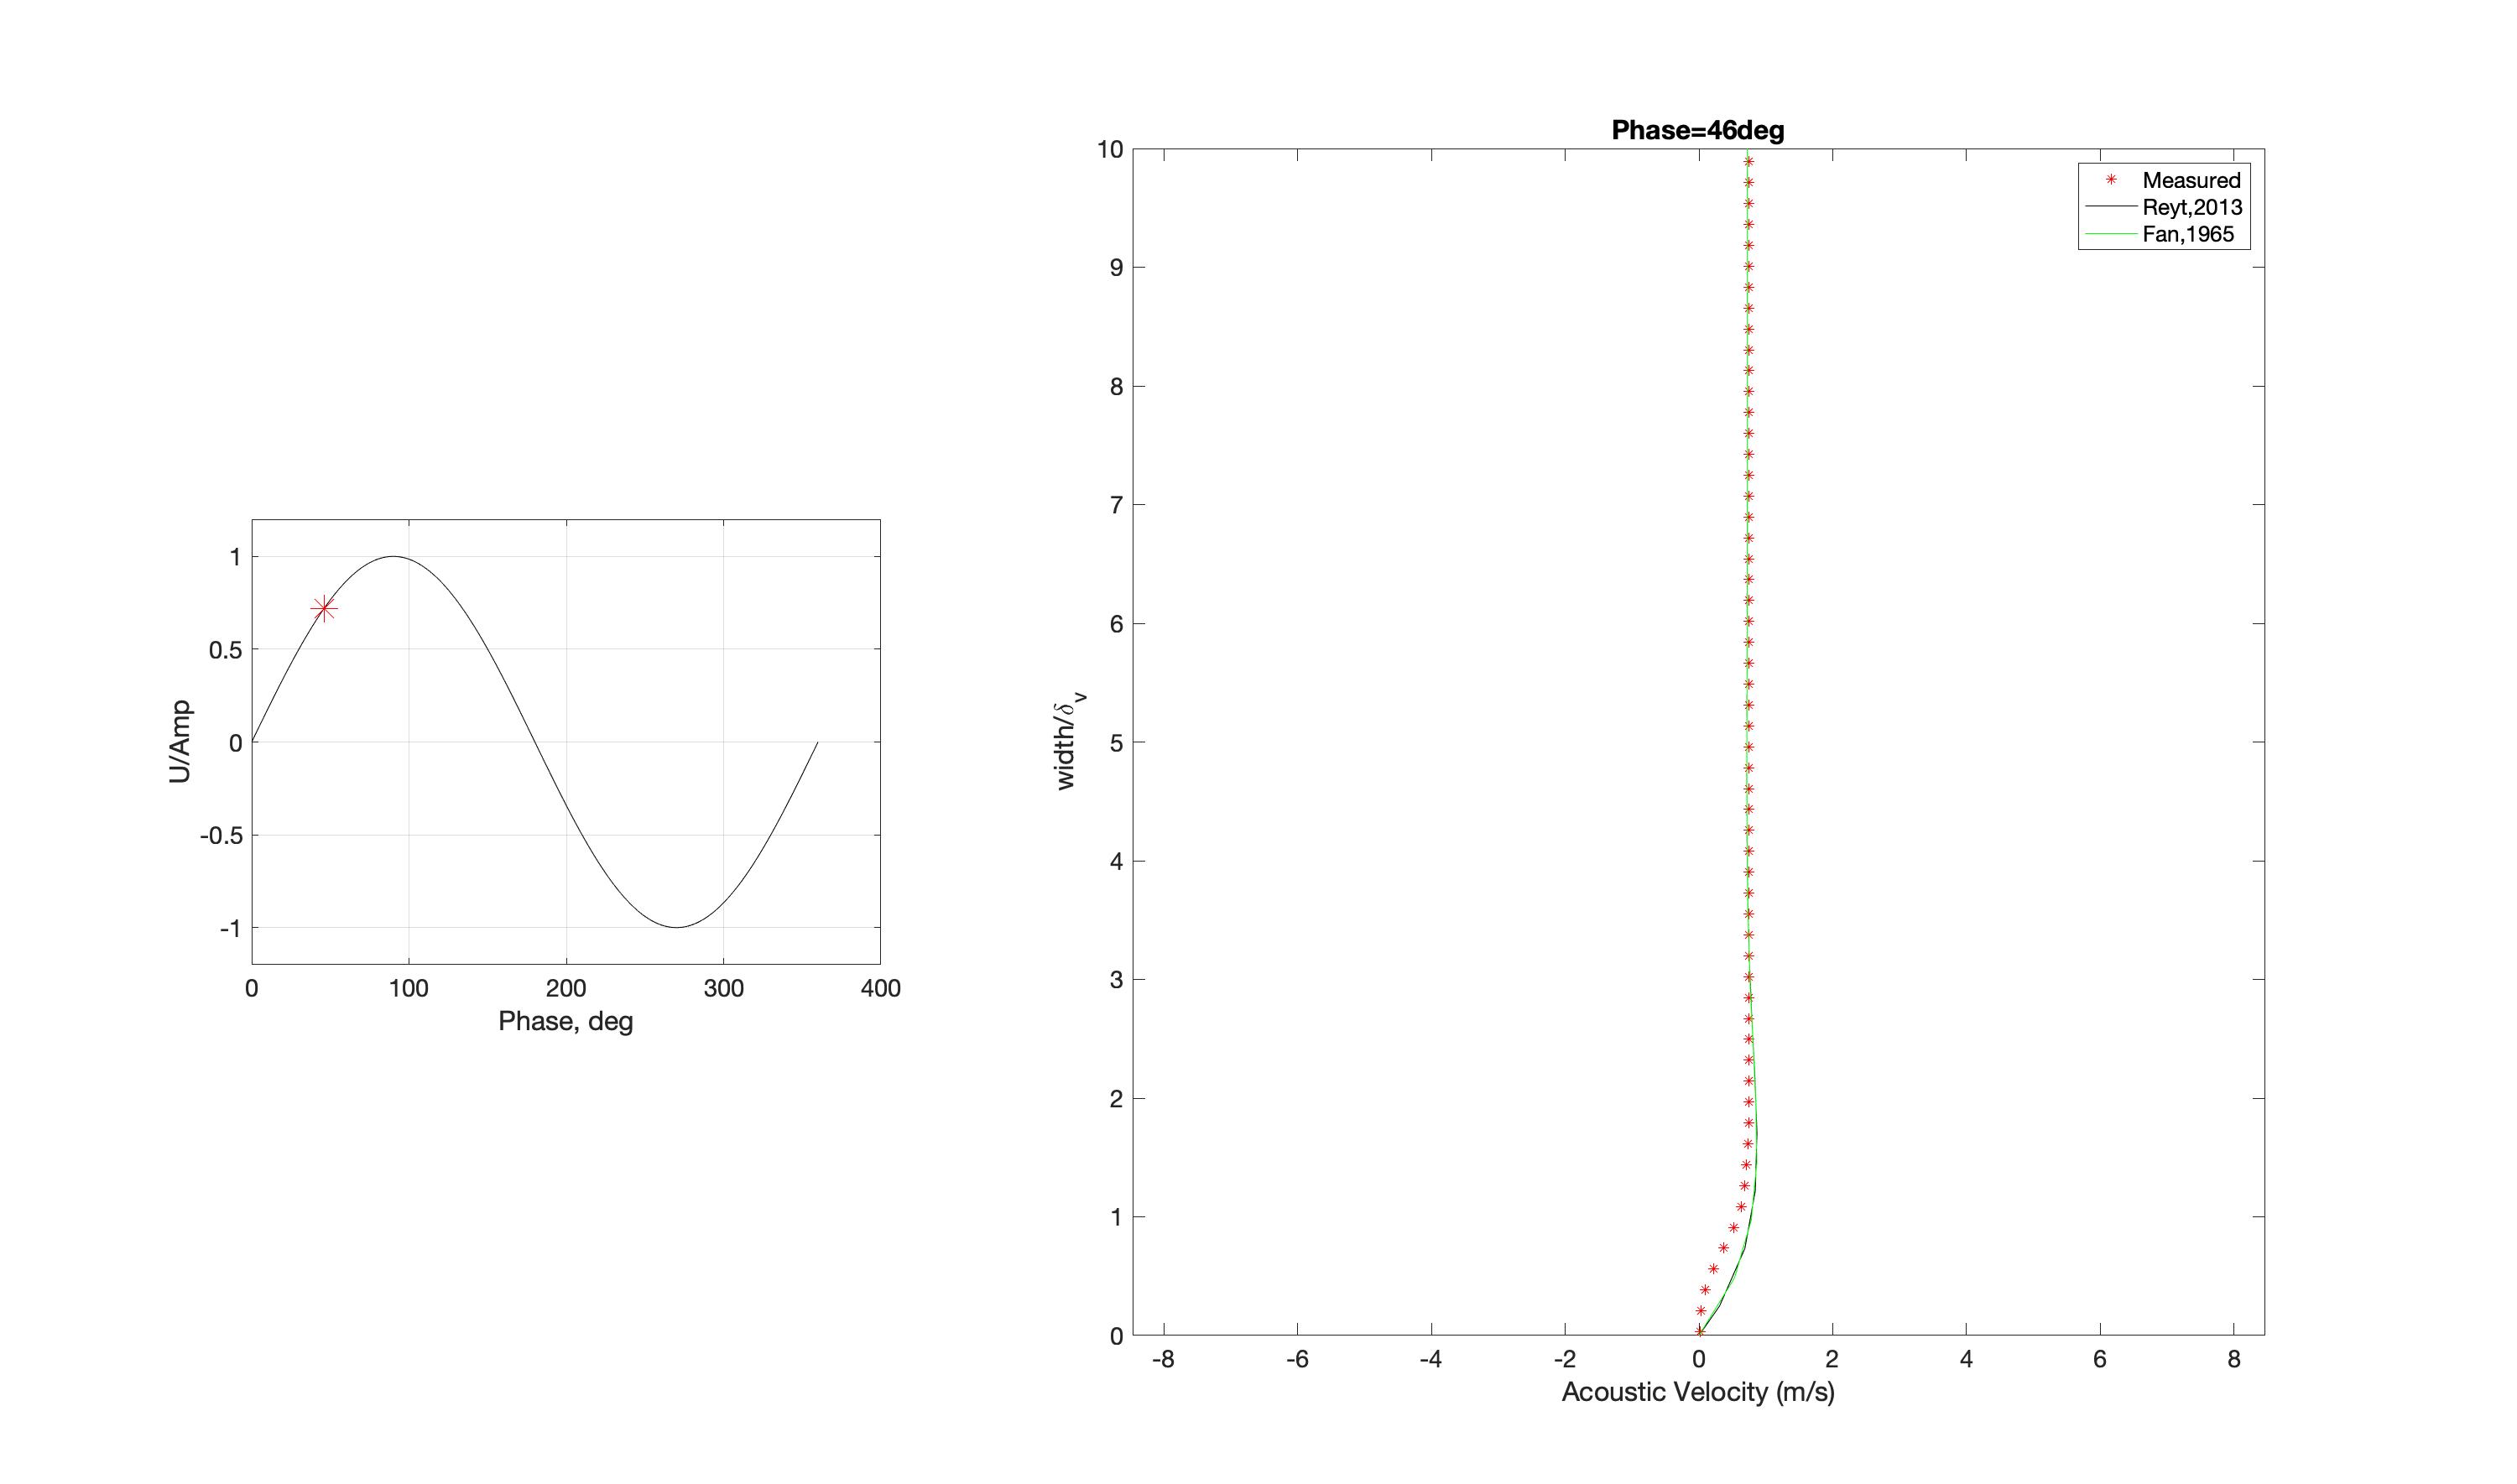 U/Amp
1
0.5
0
-0.5
-1
0 100 200 300 400
Phase, deg
Phase=46deg
width/δv
10
9
8
7
6
5
4
3
2
1
0
Measured
Reyt,2013
Fan,1965
-8 -6 -4 -2 0 2 4 6 8
Acoustic Velocity (m/s)